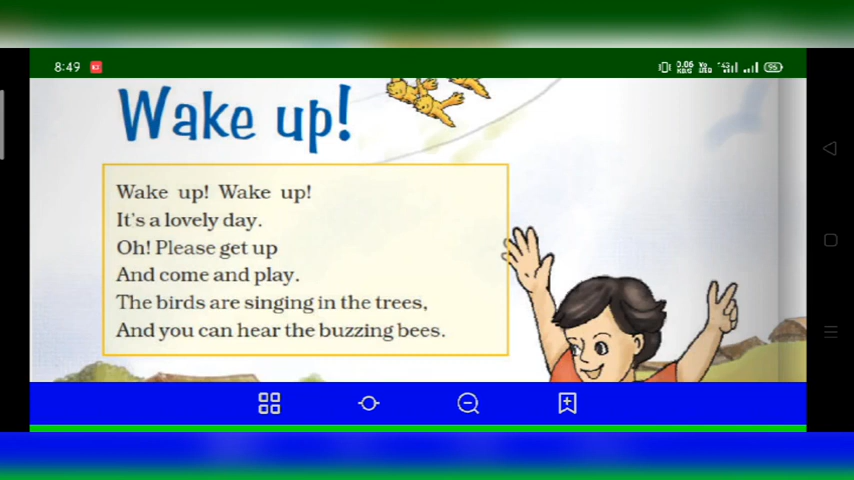 8:49
Wake up!
Wake up! Wake up!
It's a lovely day.
Oh! Please get up
And come and play.
The birds are singing in the trees,
And you can hear the buzzing bees.